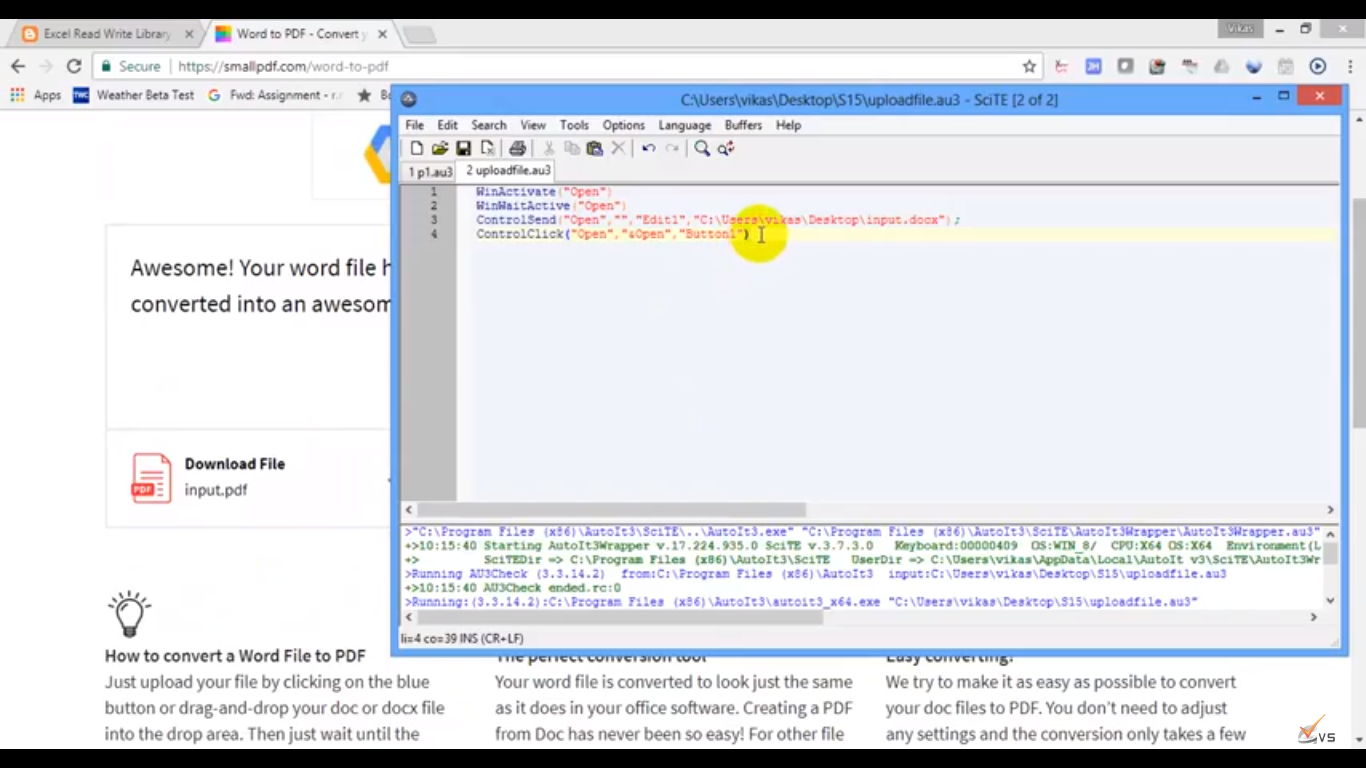 Excel Read Write Library
Word to PDF - Convert y
Vikas
Secure
https://smallpdf.com/word-to-pdf
Apps
Weather Beta Test
Fwd: Assignment - r.
C:\Users\vikas\Desktop\S15\uploadfile.au3 - SciTE [2 of 2]
File Edit Search View Tools Options Language Buffers Help
1 p1.au3
2 uploadfile.au3
1 WinActivate("Open")
2 WinWaitActive("Open")
3 ControlSend("Open","","Edit1","C:\Users\vikas\Desktop\input.docx");
4 ControlClick("Open","&Open","Button1")
>"C:\Program Files (x86)\AutoIt3\SciTE\..\AutoIt3.exe" "C:\Program Files (x86)\AutoIt3\SciTE\AutoIt3Wrapper\AutoIt3Wrapper.au3"
+>10:15:40 Starting AutoIt3Wrapper v.17.224.935.0 SciTE v.3.7.3.0 Keyboard:00000409 OS:WIN_8/ CPU:X64 OS:X64 Environment(L
+> SciTEDir => C:\Program Files (x86)\AutoIt3\SciTE UserDir => C:\Users\vikas\AppData\Local\AutoIt v3\SciTE\AutoIt3Wr
>Running AU3Check (3.3.14.2) from:C:\Program Files (x86)\AutoIt3 input:C:\Users\vikas\Desktop\S15\uploadfile.au3
+>10:15:40 AU3Check ended.rc:0
>Running:(3.3.14.2):C:\Program Files (x86)\AutoIt3\autoit3_x64.exe "C:\Users\vikas\Desktop\S15\uploadfile.au3"
li=4 co=39 INS (CR+LF)
Awesome! Your word file h
converted into an awesom
Download File
input.pdf
PDF
How to convert a Word File to PDF
Just upload your file by clicking on the blue
button or drag-and-drop your doc or docx file
into the drop area. Then just wait until the
The perfect conversion tool
Your word file is converted to look just the same
as it does in your office software. Creating a PDF
from Doc has never been so easy! For other file
Easy converting!
We try to make it as easy as possible to convert
your doc files to PDF. You don't need to adjust
any settings and the conversion only takes a few
VS